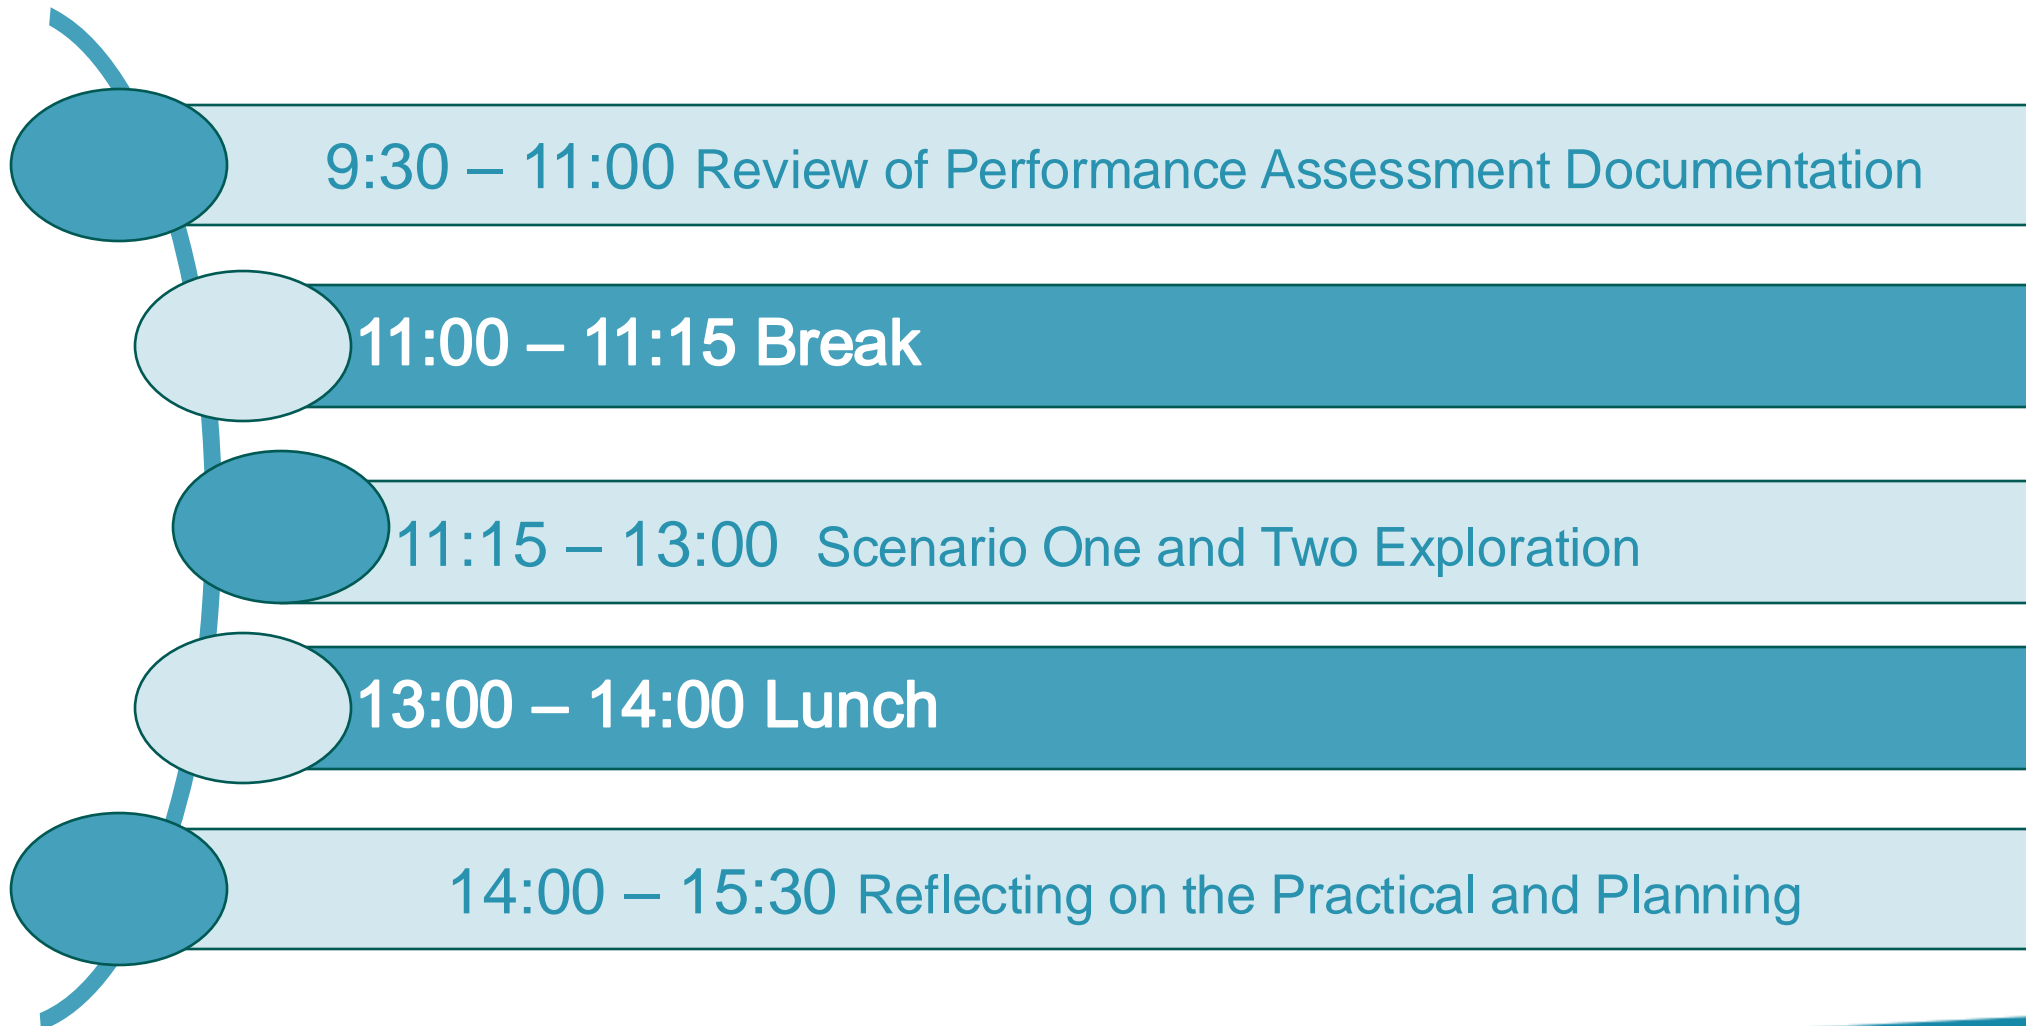 9:30 – 11:00 Review of Performance Assessment Documentation
11:00 – 11:15 Break
11:15 – 13:00 Scenario One and Two Exploration
13:00 – 14:00 Lunch
14:00 – 15:30 Reflecting on the Practical and Planning